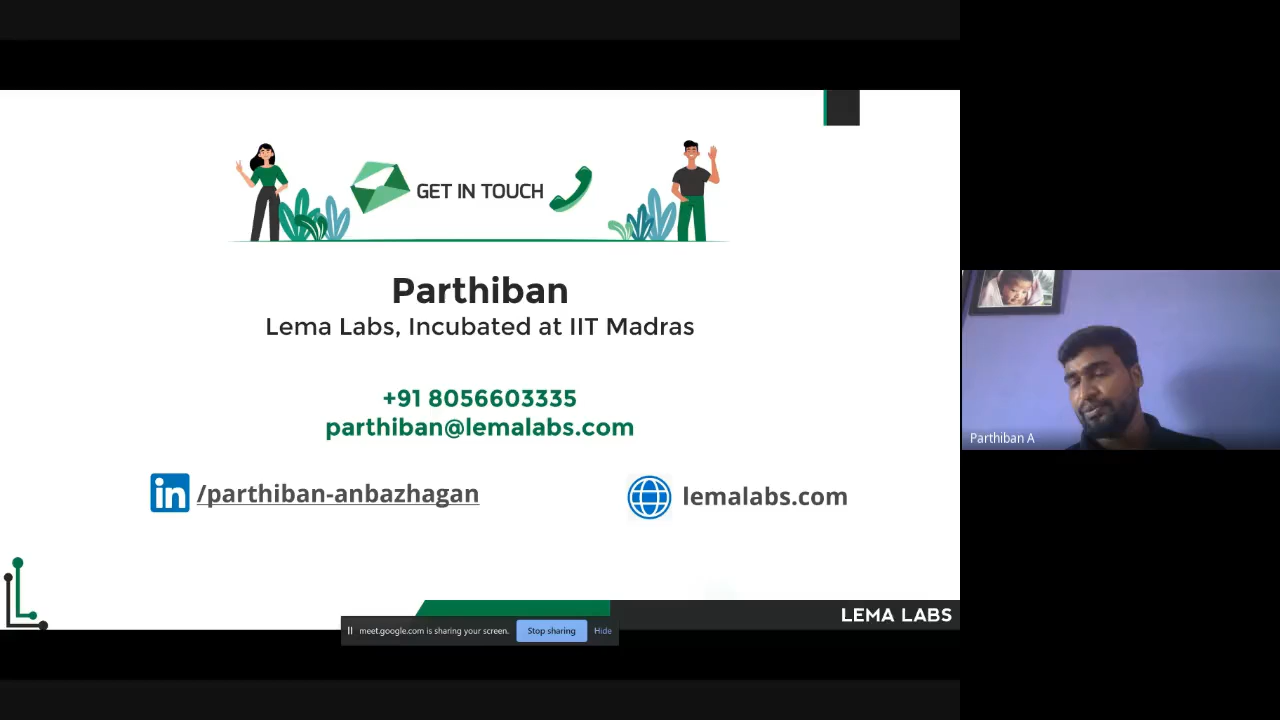 GET IN TOUCH
Parthiban
Lema Labs, Incubated at IIT Madras
+91 8056603335
parthiban@lemalabs.com
in /parthiban-anbazhagan
lemalabs.com
LEMA LABS
meet.google.com is sharing your screen. Stop sharing Hide
Parthiban A